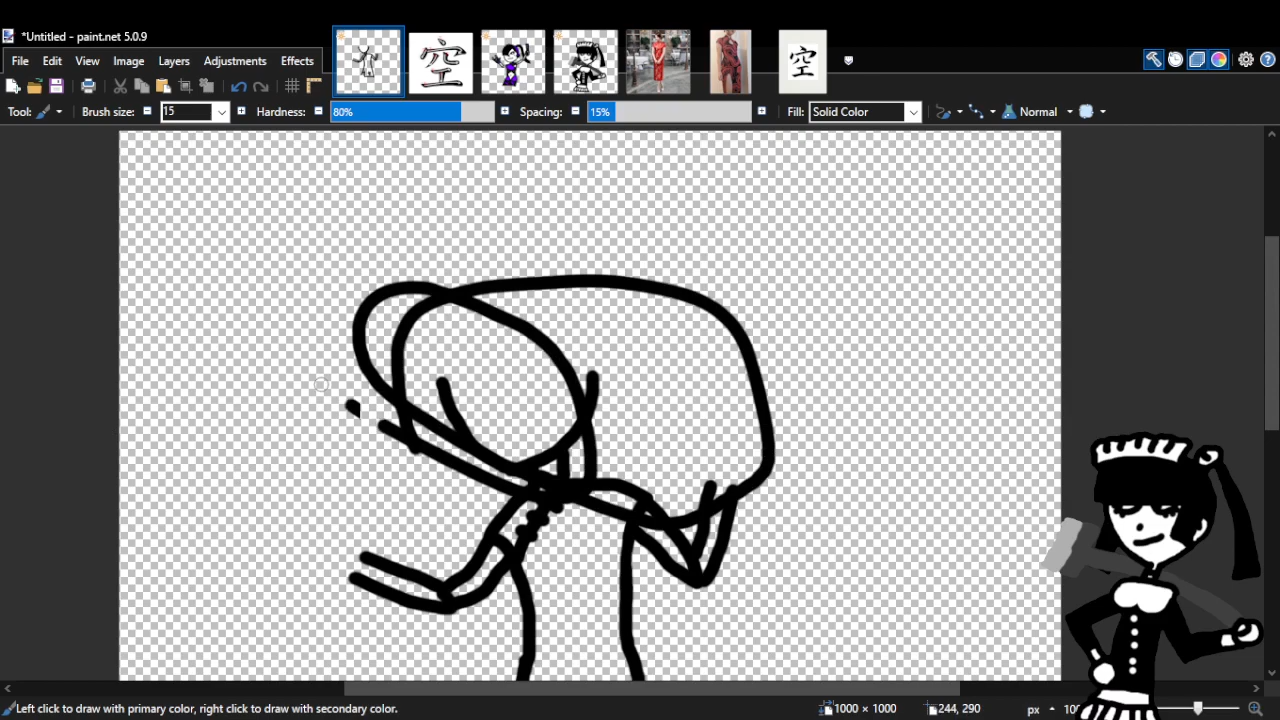 *Untitled - paint.net 5.0.9
空
空
File Edit View Image Layers Adjustments Effects
Tool: Brush size: 15 Hardness: 80% Spacing: 15% Fill: Solid Color Normal
Left click to draw with primary color, right click to draw with secondary color. 1000 × 1000 244, 290 px